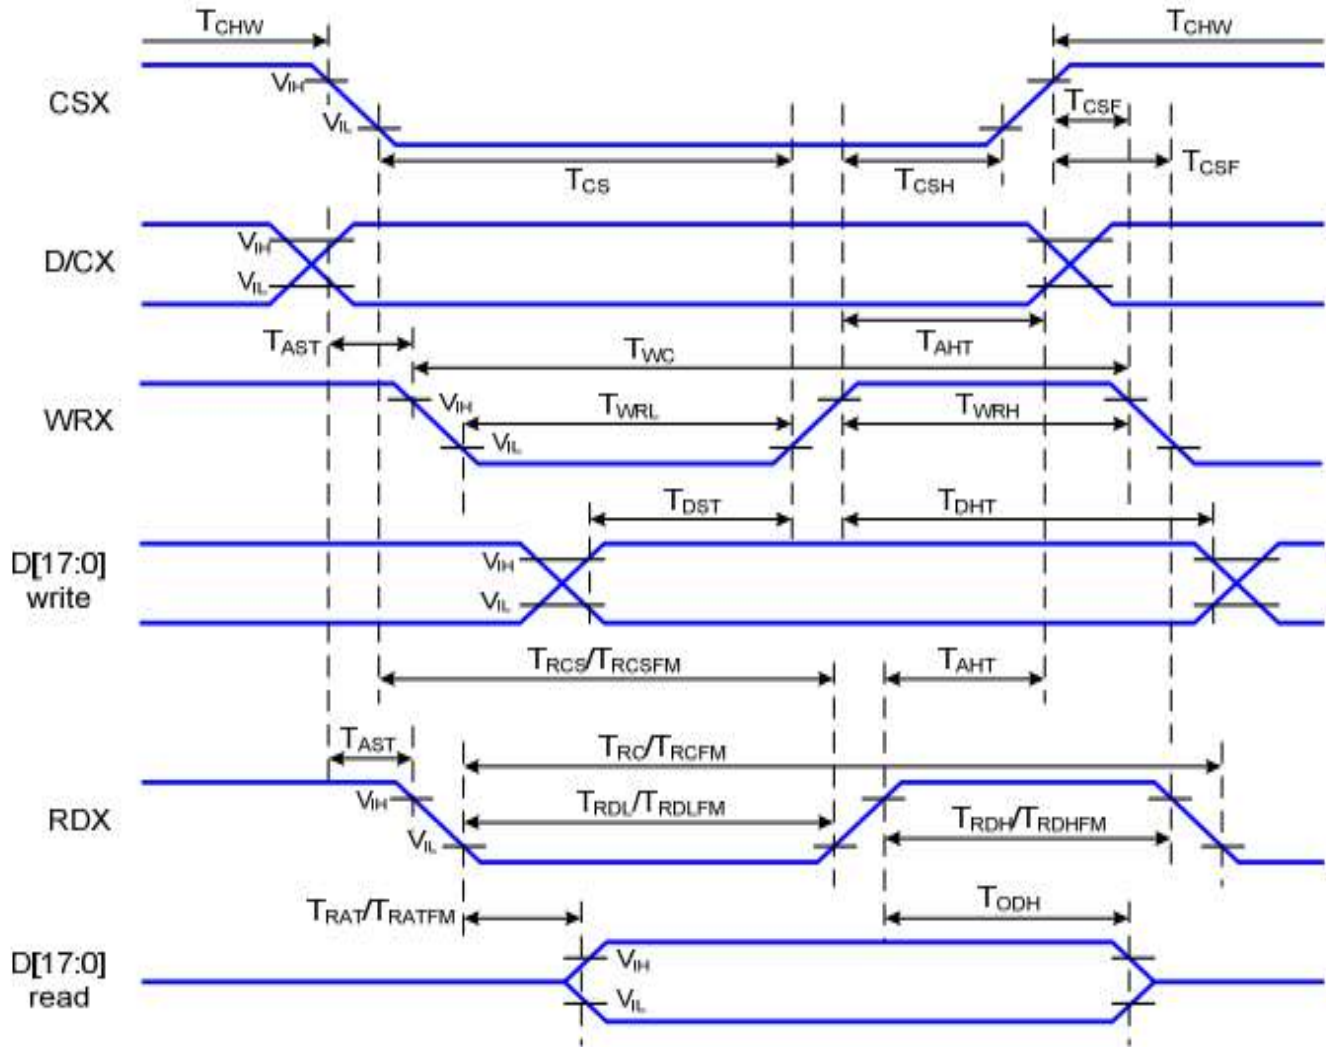 TCHW
TCHW
CSX
VIH
TCSF
VIL
TCSF
TCS
TCSH
D/CX
VIH
VIL
TAST
TWC
TAHT
WRX
VIH
TWRL
TWRH
VIL
TDST
TDHT
D[17:0]
write
VIH
VIL
TRCS/TRCSFM
TAHT
TAST
TRC/TRCFM
RDX
VIH
TRDL/TRDLFM
TRDH/TRDHFM
VIL
TRAT/TRATFM
TODH
D[17:0]
read
VIH
VIL